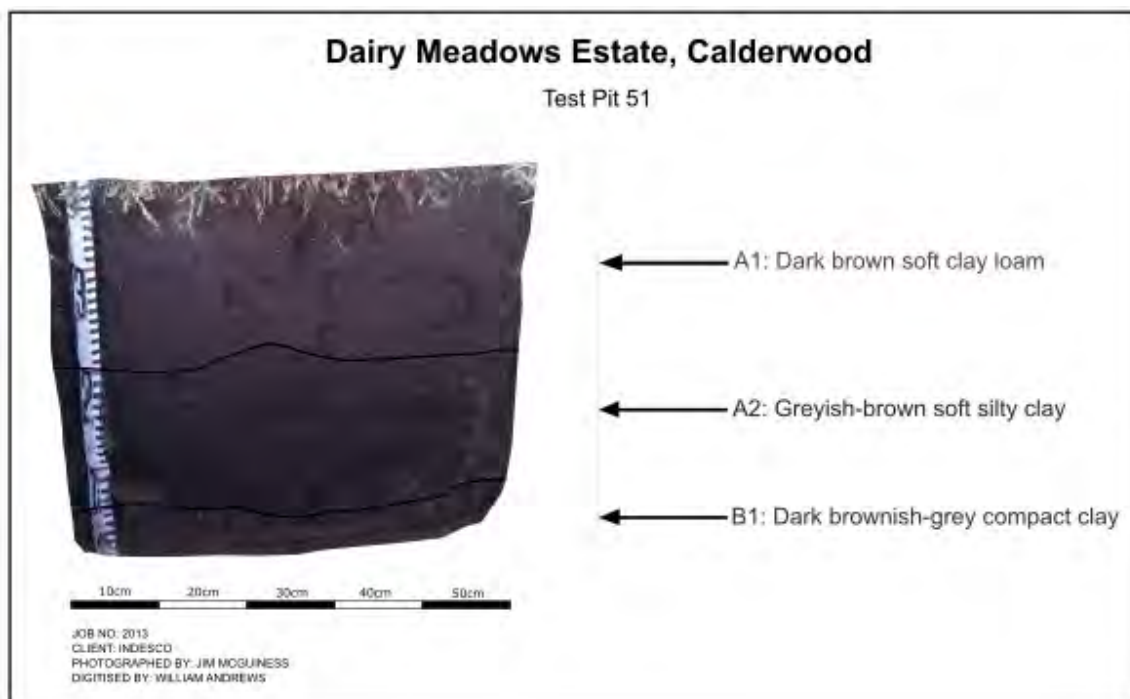 Dairy Meadows Estate, Calderwood
Test Pit 51
A1: Dark brown soft clay loam
A2: Greyish-brown soft silty clay
B1: Dark brownish-grey compact clay
10cm 20cm 30cm 40cm 50cm
JOB NO: 2013
CLIENT: INDESCO
PHOTOGRAPHED BY: JIM MCGUINESS
DIGITISED BY: WILLIAM ANDREWS